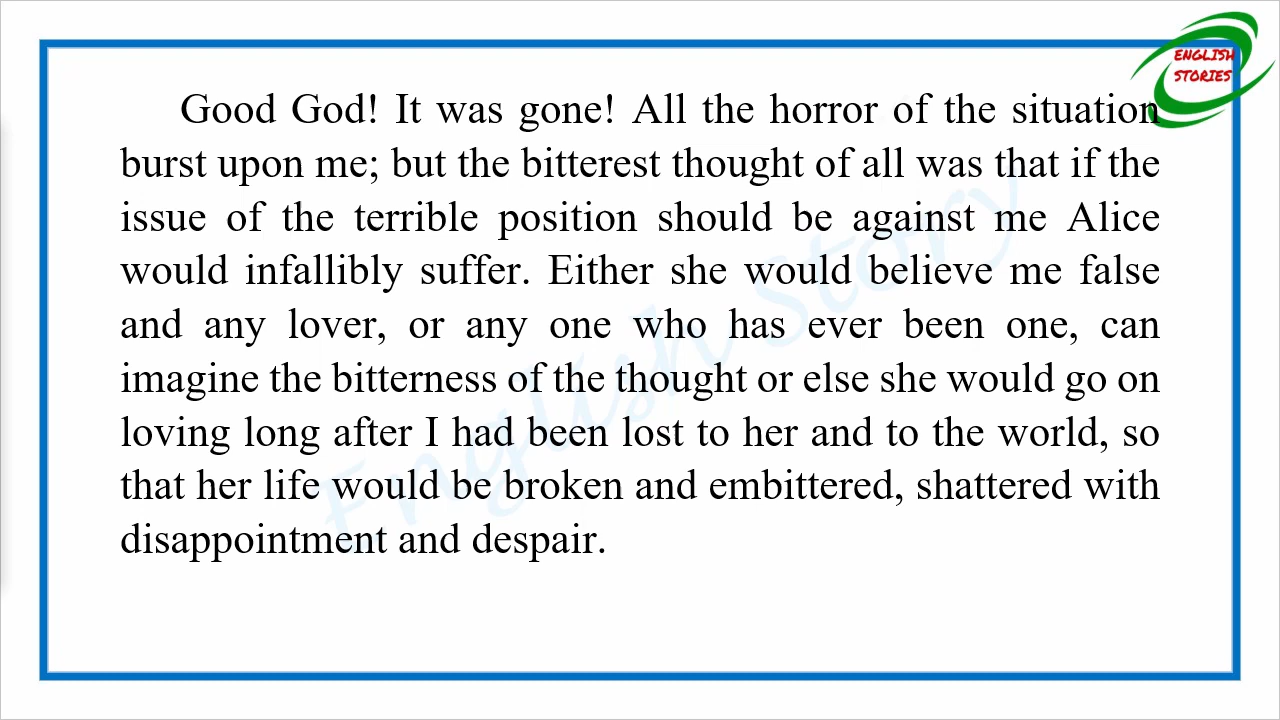 ENGLISH
STORIES
Good God! It was gone! All the horror of the situation
burst upon me; but the bitterest thought of all was that if the
issue of the terrible position should be against me Alice
would infallibly suffer. Either she would believe me false
and any lover, or any one who has ever been one, can
imagine the bitterness of the thought or else she would go on
loving long after I had been lost to her and to the world, so
that her life would be broken and embittered, shattered with
disappointment and despair.
English Story